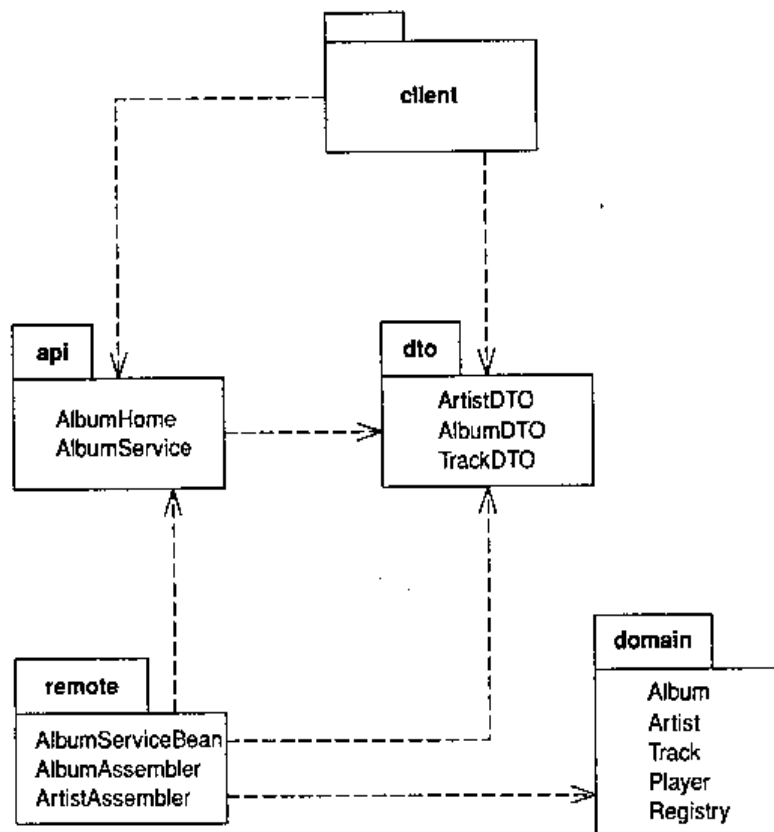 client
api
AlbumHome
AlbumService
dto
ArtistDTO
AlbumDTO
TrackDTO
remote
AlbumServiceBean
AlbumAssembler
ArtistAssembler
domain
Album
Artist
Track
Player
Registry